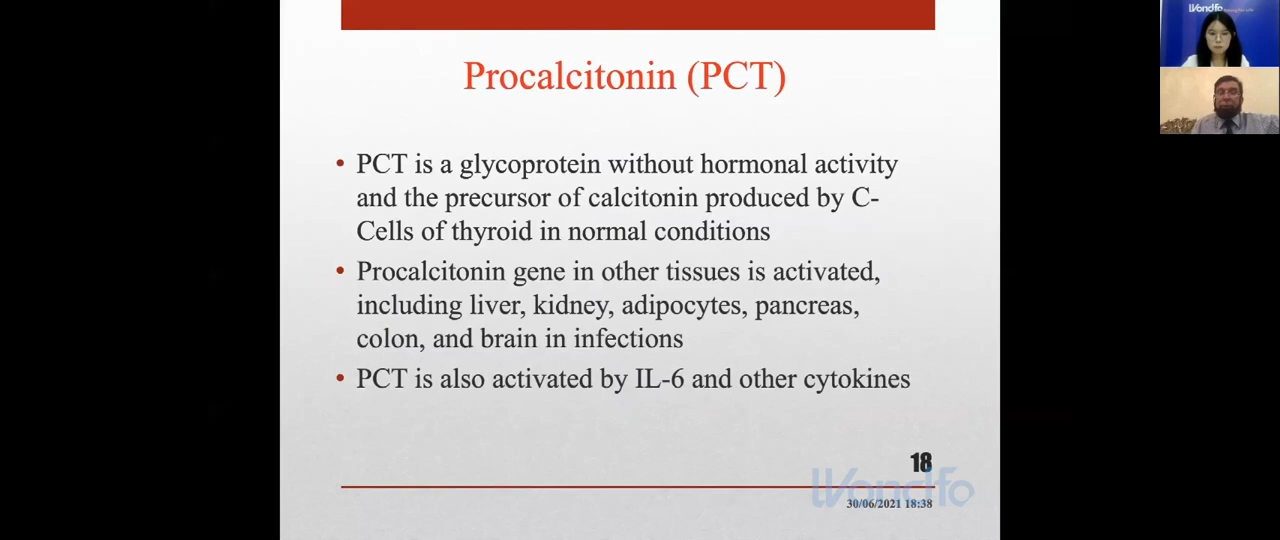 Procalcitonin (PCT)
• PCT is a glycoprotein without hormonal activity
and the precursor of calcitonin produced by C-
Cells of thyroid in normal conditions
• Procalcitonin gene in other tissues is activated,
including liver, kidney, adipocytes, pancreas,
colon, and brain in infections
• PCT is also activated by IL-6 and other cytokines
18
Wondfo
30/06/2021 18:38
Wondfo